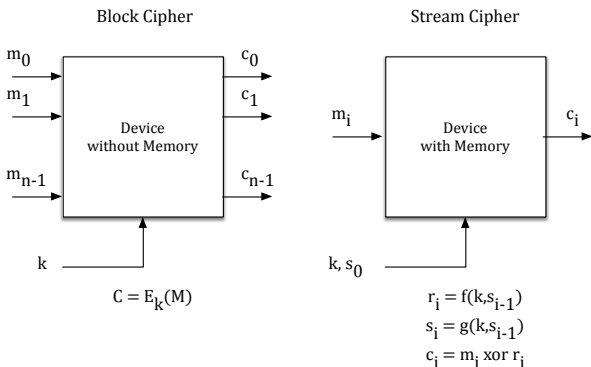 Block Cipher
m0
m1
mn-1
Device
without Memory
c0
c1
cn-1
k
C = Ek(M)
Stream Cipher
mi
Device
with Memory
ci
k, s0
ri = f(k,si-1)
si = g(k,si-1)
ci = mi xor ri